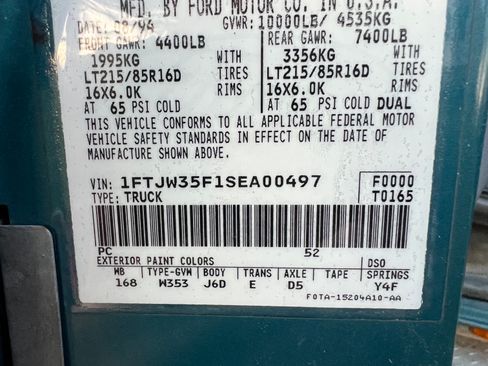 MFD. BY FORD MOTOR CO. IN U.S.A.
DATE: 08/94 GVWR: 10000LB/ 4535KG
FRONT GAWR: 4400LB REAR GAWR: 7400LB
1995KG WITH 3356KG WITH
LT215/85R16D TIRES LT215/85R16D TIRES
16X6.0K RIMS 16X6.0K RIMS
AT 65 PSI COLD AT 65 PSI COLD DUAL
THIS VEHICLE CONFORMS TO ALL APPLICABLE FEDERAL MOTOR
VEHICLE SAFETY STANDARDS IN EFFECT ON THE DATE OF
MANUFACTURE SHOWN ABOVE.
VIN: 1FTJW35F1SEA00497 F0000
TYPE: TRUCK T0165
PC 52
EXTERIOR PAINT COLORS DSO
WB TYPE-GVW BODY TRANS AXLE TAPE SPRINGS
168 W353 J6D E D5 Y4F
F0TA-15204A10-AA